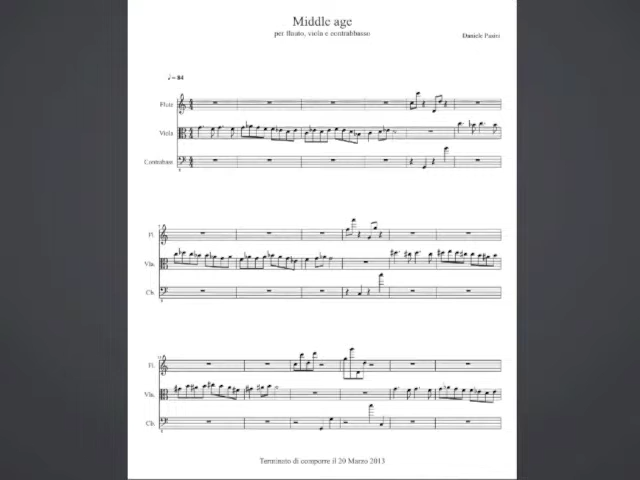 Middle age
per flauto, viola e contrabbasso
Daniele Pasini
♩= 84
Flute
Viola
Contrabass
Fl.
Vla.
Cb.
Fl.
Vla.
Cb.
Terminato di comporre il 20 Marzo 2013